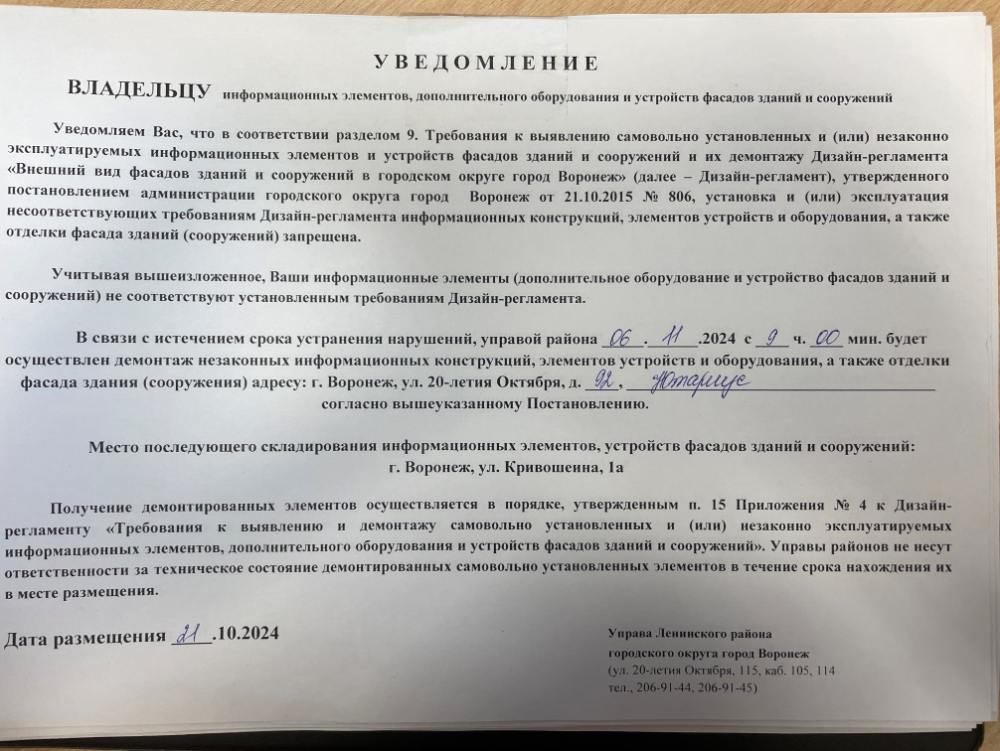 УВЕДОМЛЕНИЕ
ВЛАДЕЛЬЦУ информационных элементов, дополнительного оборудования и устройств фасадов зданий и сооружений
Уведомляем Вас, что в соответствии разделом 9. Требования к выявлению самовольно установленных и (или) незаконно
эксплуатируемых информационных элементов и устройств фасадов зданий и сооружений и их демонтажу Дизайн-регламента
«Внешний вид фасадов зданий и сооружений в городском округе город Воронеж» (далее – Дизайн-регламент), утвержденного
постановлением администрации городского округа город Воронеж от 21.10.2015 № 806, установка и (или) эксплуатация
несоответствующих требованиям Дизайн-регламента информационных конструкций, элементов устройств и оборудования, а также
отделки фасада зданий (сооружений) запрещена.
Учитывая вышеизложенное, Ваши информационные элементы (дополнительное оборудование и устройство фасадов зданий и
сооружений) не соответствуют установленным требованиям Дизайн-регламента.
В связи с истечением срока устранения нарушений, управой района 06.11.2024 с 9 ч. 00 мин. будет
осуществлен демонтаж незаконных информационных конструкций, элементов устройств и оборудования, а также отделки
фасада здания (сооружения) адресу: г. Воронеж, ул. 20-летия Октября, д. 92, Нотариус
согласно вышеуказанному Постановлению.
Место последующего складирования информационных элементов, устройств фасадов зданий и сооружений:
г. Воронеж, ул. Кривошеина, 1а
Получение демонтированных элементов осуществляется в порядке, утвержденным п. 15 Приложения № 4 к Дизайн-
регламенту «Требования к выявлению и демонтажу самовольно установленных и (или) незаконно эксплуатируемых
информационных элементов, дополнительного оборудования и устройств фасадов зданий и сооружений». Управы районов не несут
ответственности за техническое состояние демонтированных самовольно установленных элементов в течение срока нахождения их
в месте размещения.
Дата размещения 21.10.2024
Управа Ленинского района
городского округа город Воронеж
(ул. 20-летия Октября, 115, каб. 105, 114
тел., 206-91-44, 206-91-45)